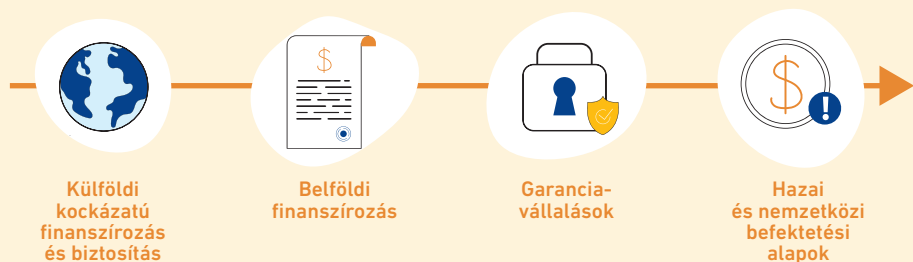 $
$
Külföldi
kockázatú
finanszírozás
és biztosítás
Belföldi
finanszírozás
Garancia-
vállalások
Hazai
és nemzetközi
befektetési
alapok